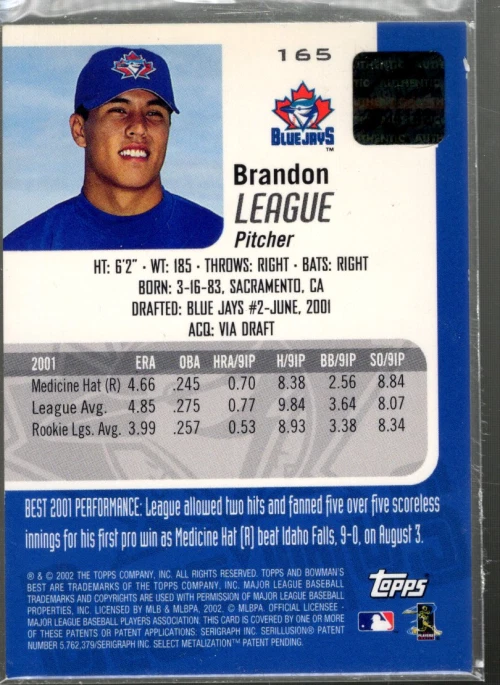 165
BLUE JAYS
TM
Brandon
LEAGUE
Pitcher
HT: 6'2" · WT: 185 · THROWS: RIGHT · BATS: RIGHT
BORN: 3-16-83, SACRAMENTO, CA
DRAFTED: BLUE JAYS #2-JUNE, 2001
ACQ: VIA DRAFT
2001 ERA OBA HRA/9IP H/9IP BB/9IP SO/9IP
Medicine Hat (R) 4.66 .245 0.70 8.38 2.56 8.84
League Avg. 4.85 .275 0.77 9.84 3.64 8.07
Rookie Lgs. Avg. 3.99 .257 0.53 8.93 3.38 8.34
BEST 2001 PERFORMANCE: League allowed two hits and fanned five over five scoreless
innings for his first pro win as Medicine Hat (R) beat Idaho Falls, 9-0, on August 3.
® & © 2002 THE TOPPS COMPANY, INC. ALL RIGHTS RESERVED. TOPPS AND BOWMAN'S
BEST ARE TRADEMARKS OF THE TOPPS COMPANY, INC. MAJOR LEAGUE BASEBALL
TRADEMARKS AND COPYRIGHTS ARE USED WITH PERMISSION OF MAJOR LEAGUE BASEBALL
PROPERTIES, INC. LICENSED BY MLB & MLBPA, 2002. © MLBPA. OFFICIAL LICENSEE -
MAJOR LEAGUE BASEBALL PLAYERS ASSOCIATION. THIS CARD IS COVERED BY ONE OR MORE
OF THESE PATENTS OR PATENT APPLICATIONS. SERIGRAPH INC. SERILLUSION® PATENT
NUMBER 5,762,379/SERIGRAPH INC. SELECT METALIZATION™ PATENT PENDING.
Topps